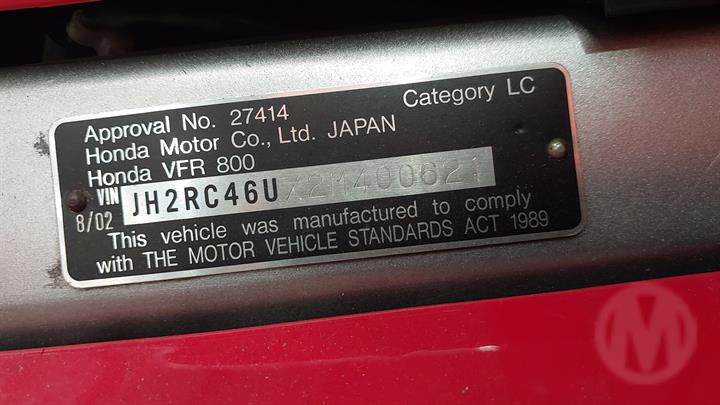 Approval No. 27414 Category LC
Honda Motor Co., Ltd. JAPAN
Honda VFR 800
VIN JH2RC46UX2M400621
8/02
This vehicle was manufactured to comply
with THE MOTOR VEHICLE STANDARDS ACT 1989
M